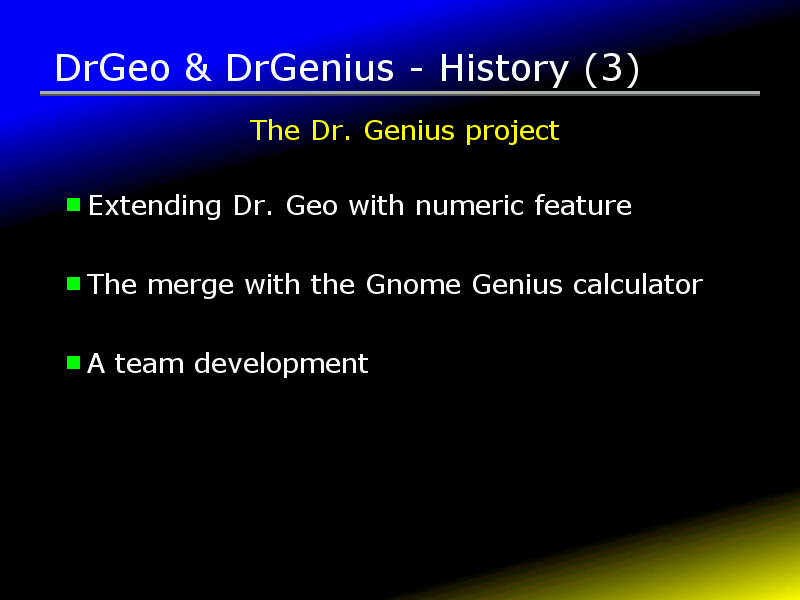 DrGeo & DrGenius - History (3)
The Dr. Genius project
Extending Dr. Geo with numeric feature
The merge with the Gnome Genius calculator
A team development